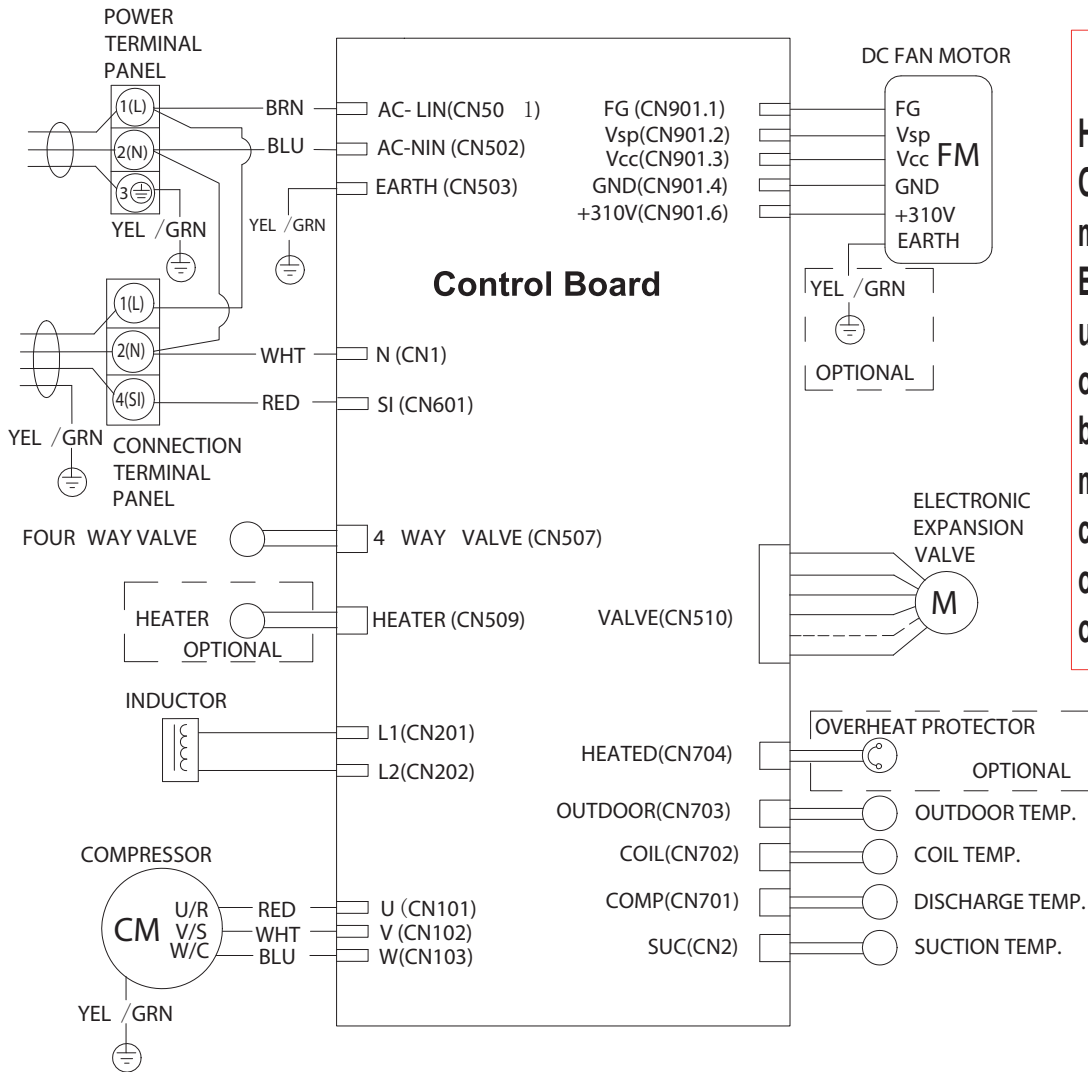 POWER
TERMINAL
PANEL
1(L)
2(N)
3
YEL /GRN
BRN
BLU
YEL /GRN
AC- LIN(CN50 1)
AC-NIN (CN502)
EARTH (CN503)
FG (CN901.1)
Vsp(CN901.2)
Vcc(CN901.3)
GND(CN901.4)
+310V(CN901.6)
DC FAN MOTOR
FG
Vsp
Vcc FM
GND
+310V
EARTH
YEL /GRN
OPTIONAL
Control Board
1(L)
2(N)
4(SI)
WHT
RED
N (CN1)
SI (CN601)
YEL /GRN
CONNECTION
TERMINAL
PANEL
FOUR WAY VALVE
4 WAY VALVE (CN507)
HEATER
OPTIONAL
HEATER (CN509)
VALVE(CN510)
ELECTRONIC
EXPANSION
VALVE
M
INDUCTOR
L1(CN201)
L2(CN202)
HEATED(CN704)
OVERHEAT PROTECTOR
OPTIONAL
OUTDOOR(CN703)
OUTDOOR TEMP.
COIL(CN702)
COIL TEMP.
COMP(CN701)
DISCHARGE TEMP.
SUC(CN2)
SUCTION TEMP.
COMPRESSOR
CM
U/R
V/S
W/C
RED
WHT
BLU
U (CN101)
V (CN102)
W(CN103)
YEL /GRN